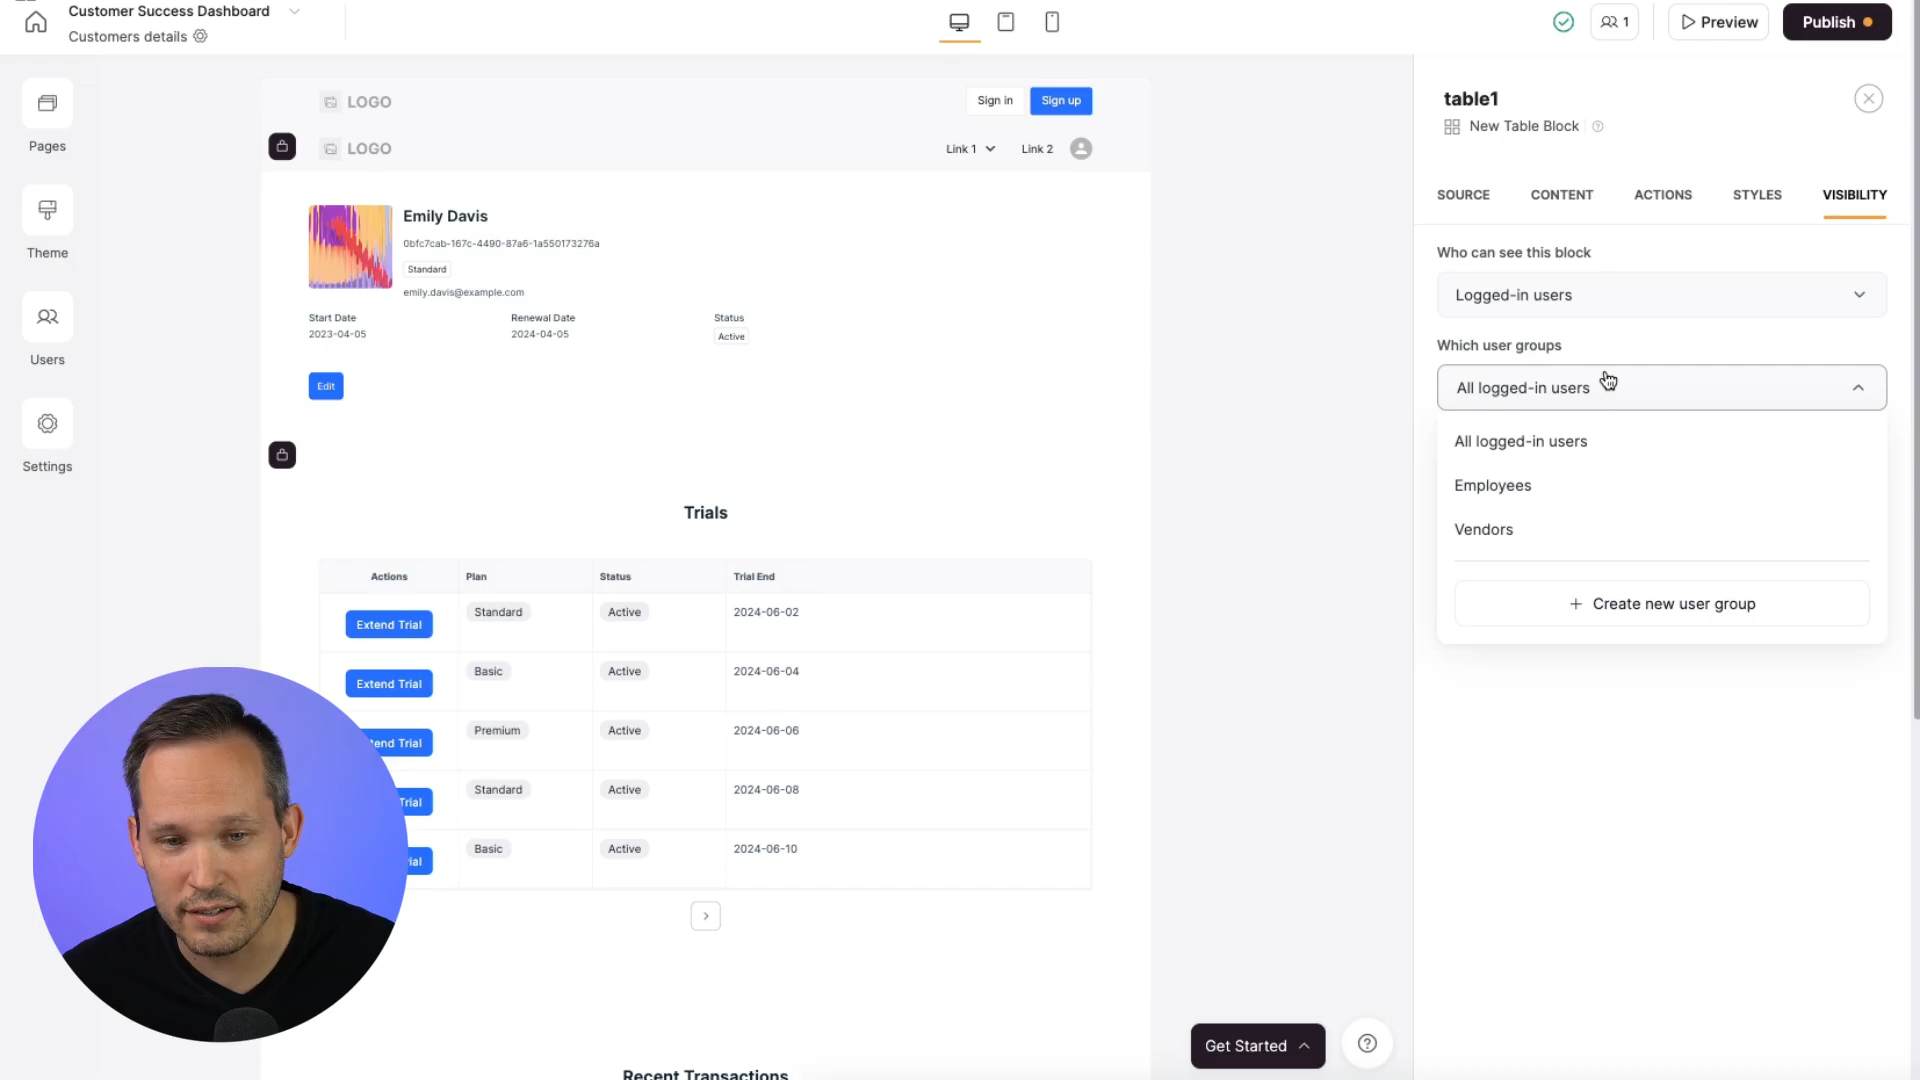 Customer Success Dashboard
Customers details
1
Preview
Publish
Pages
Theme
Users
Settings
LOGO
Sign in
Sign up
LOGO
Link 1
Link 2
Emily Davis
0bfc7cab-167c-4490-87a6-1a550173276a
Standard
emily.davis@example.com
Start Date Renewal Date Status
2023-04-05 2024-04-05 Active
Edit
Trials
Actions Plan Status Trial End
Extend Trial Standard Active 2024-06-02
Extend Trial Basic Active 2024-06-04
tend Trial Premium Active 2024-06-06
Trial Standard Active 2024-06-08
ial Basic Active 2024-06-10
Recent Transactions
Get Started
table1
New Table Block
SOURCE CONTENT ACTIONS STYLES VISIBILITY
Who can see this block
Logged-in users
Which user groups
All logged-in users
All logged-in users
Employees
Vendors
+ Create new user group